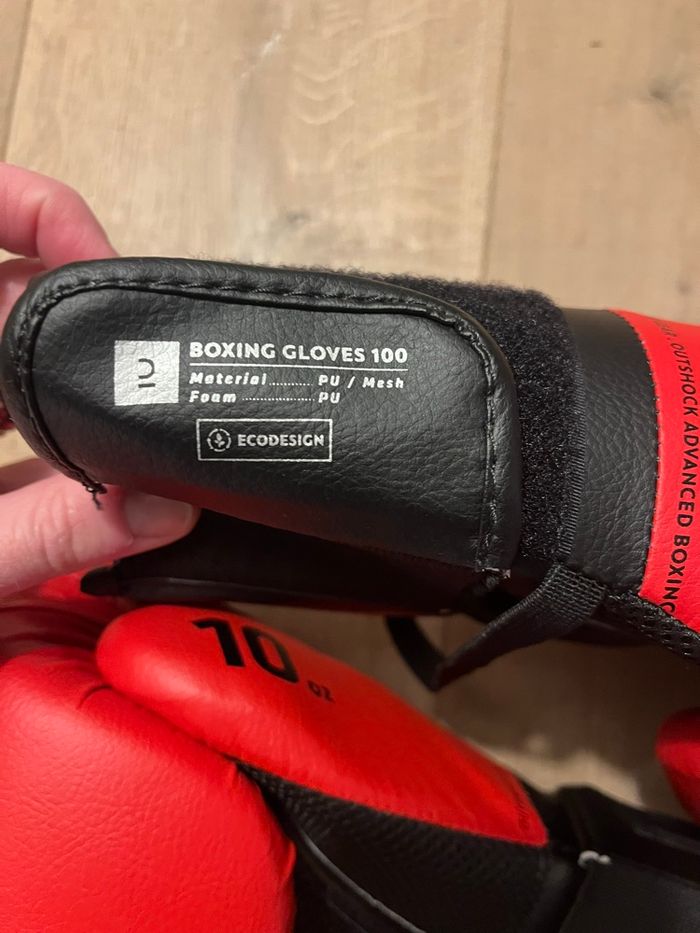 BOXING GLOVES 100
Material........... PU / Mesh
Foam ..................PU
ECODESIGN
OUTSHOCK ADVANCED BOXING
10 oz